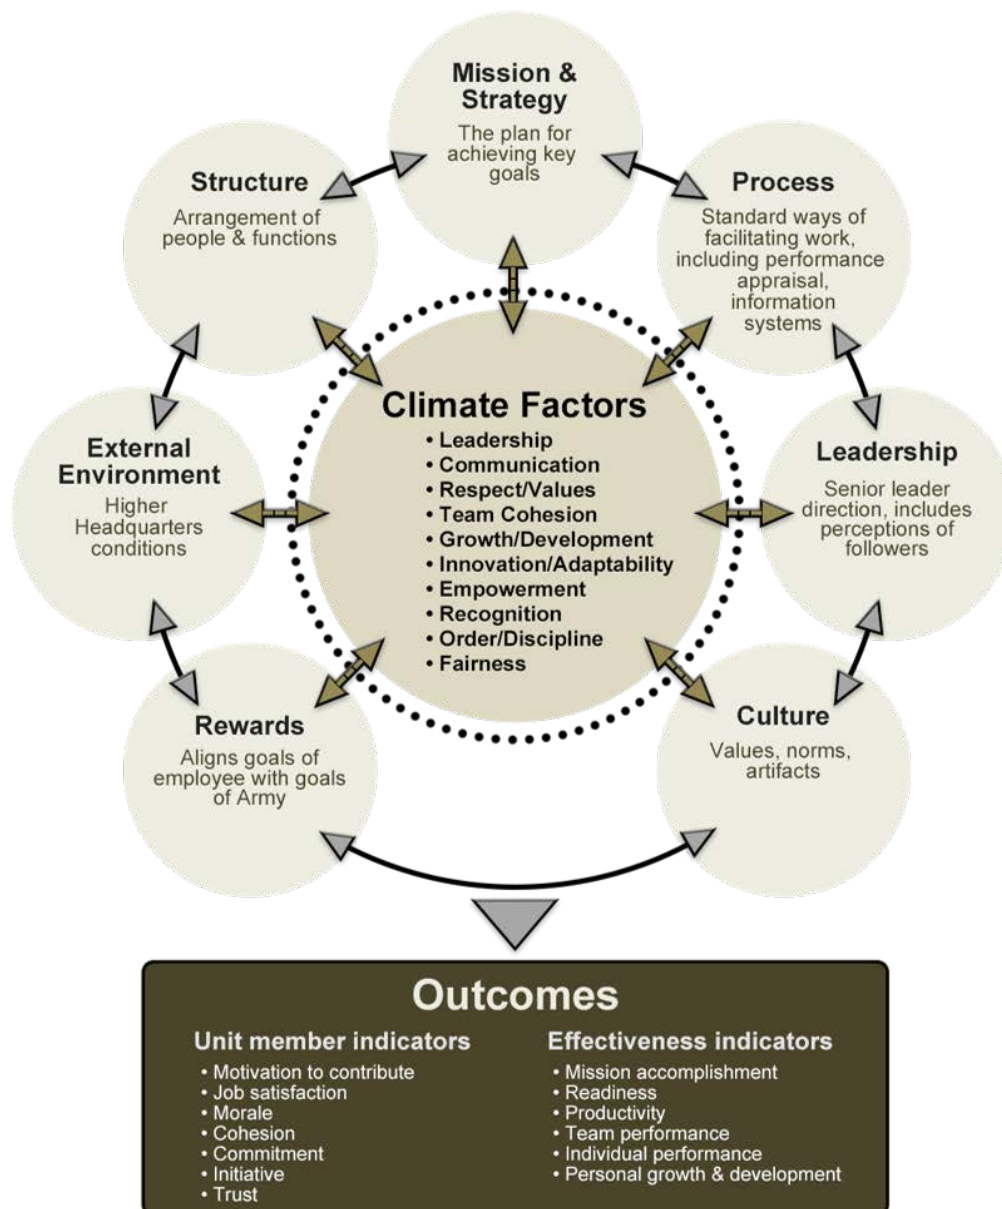 Mission &
Strategy
The plan for
achieving key
goals
Structure
Arrangement of
people & functions
Process
Standard ways of
facilitating work,
including performance
appraisal,
information
systems
External
Environment
Higher
Headquarters
conditions
Climate Factors
• Leadership
• Communication
• Respect/Values
• Team Cohesion
• Growth/Development
• Innovation/Adaptability
• Empowerment
• Recognition
• Order/Discipline
• Fairness
Leadership
Senior leader
direction, includes
perceptions of
followers
Rewards
Aligns goals of
employee with goals
of Army
Culture
Values, norms,
artifacts
Outcomes
Unit member indicators
• Motivation to contribute
• Job satisfaction
• Morale
• Cohesion
• Commitment
• Initiative
• Trust
Effectiveness indicators
• Mission accomplishment
• Readiness
• Productivity
• Team performance
• Individual performance
• Personal growth & development